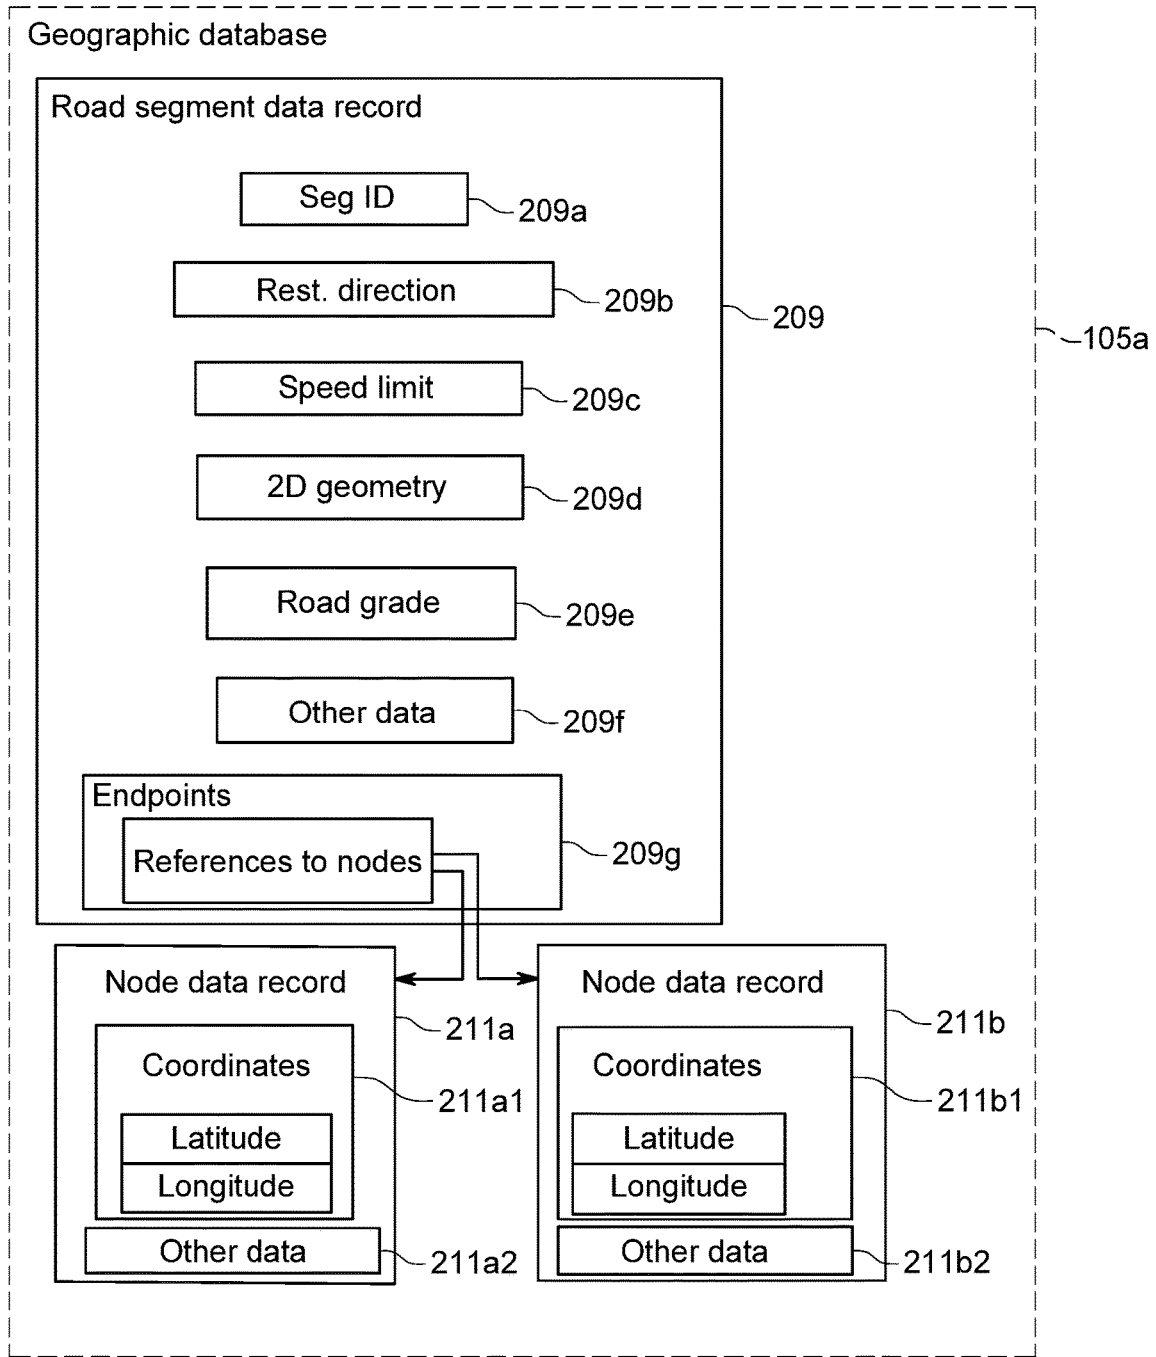 Geographic database
Road segment data record
Seg ID
209a
Rest. direction
209b
209
105a
Speed limit
209c
2D geometry
209d
Road grade
209e
Other data
209f
Endpoints
References to nodes
209g
Node data record
211a
Coordinates
211a1
Latitude
Longitude
Other data
211a2
Node data record
211b
Coordinates
211b1
Latitude
Longitude
Other data
211b2